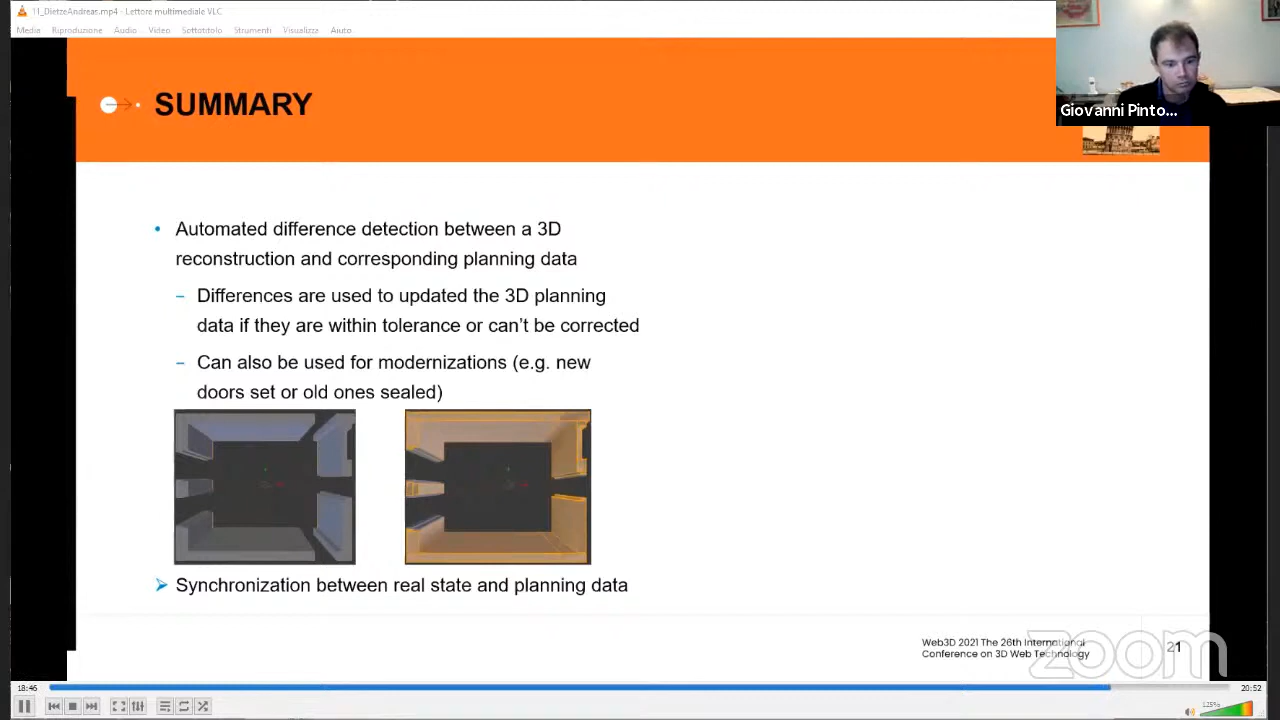 11_DietzeAndreas.mp4 - Lettore multimediale VLC
Media Riproduzione Audio Video Sottotitolo Strumenti Visualizza Aiuto
Giovanni Pinto...
SUMMARY
• Automated difference detection between a 3D
reconstruction and corresponding planning data
– Differences are used to updated the 3D planning
data if they are within tolerance or can't be corrected
– Can also be used for modernizations (e.g. new
doors set or old ones sealed)
➢ Synchronization between real state and planning data
Web3D 2021 The 26th International
Conference on 3D Web Technology
21
zoom
18:46
20:52
125%